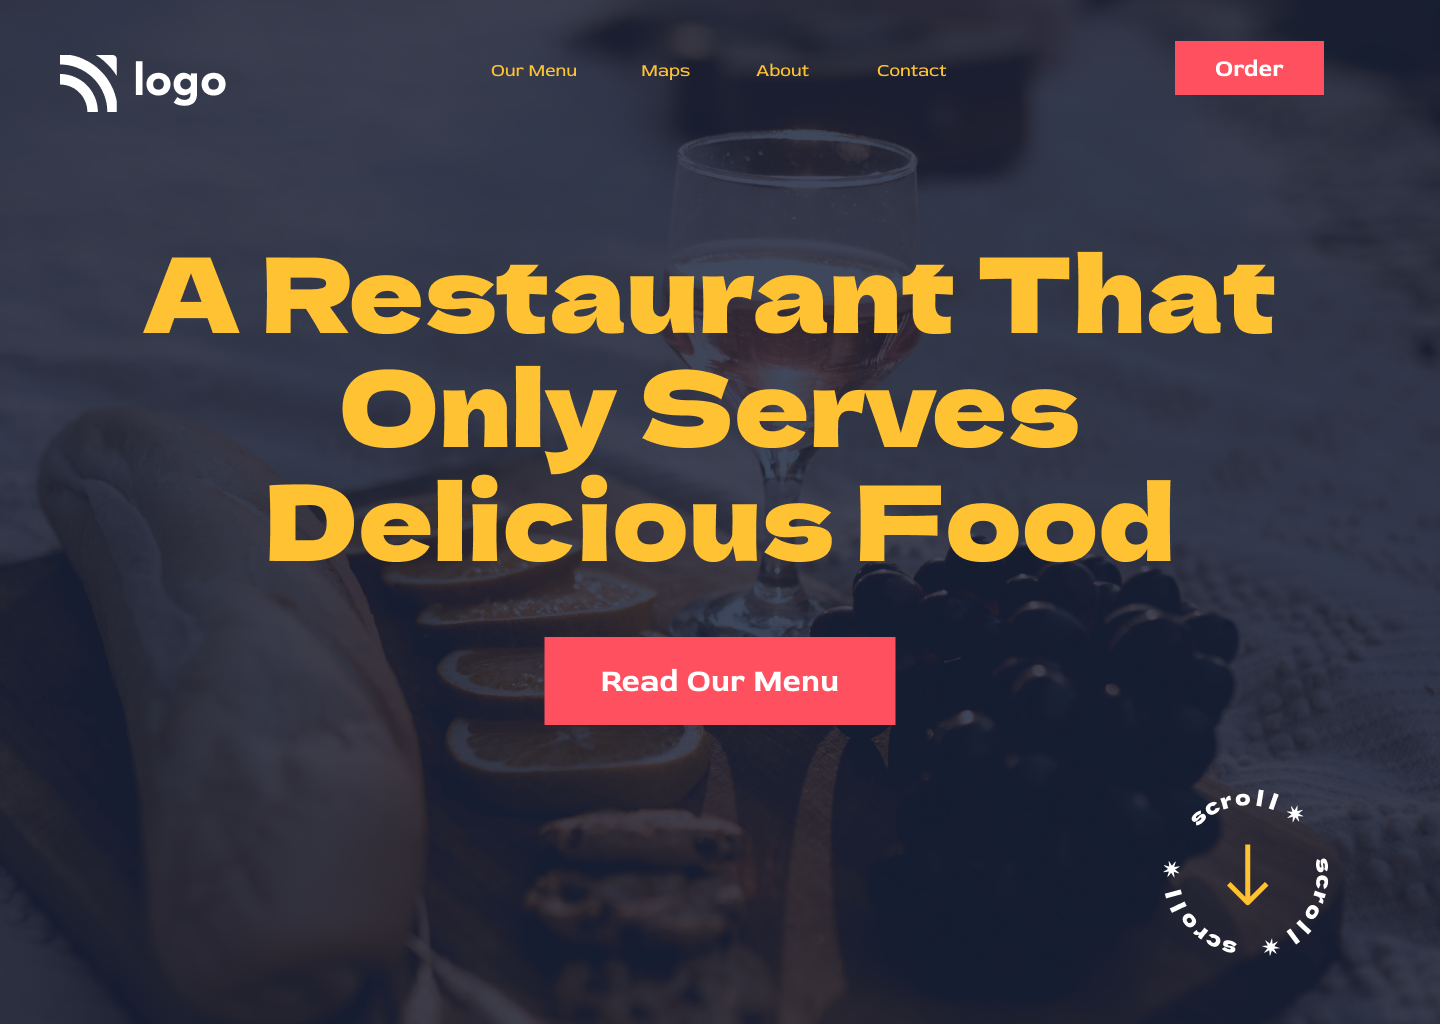 logo
Our Menu
Maps
About
Contact
Order
A Restaurant That
Only Serves
Delicious Food
Read Our Menu
scroll ✷ scroll ✷ scroll ✷